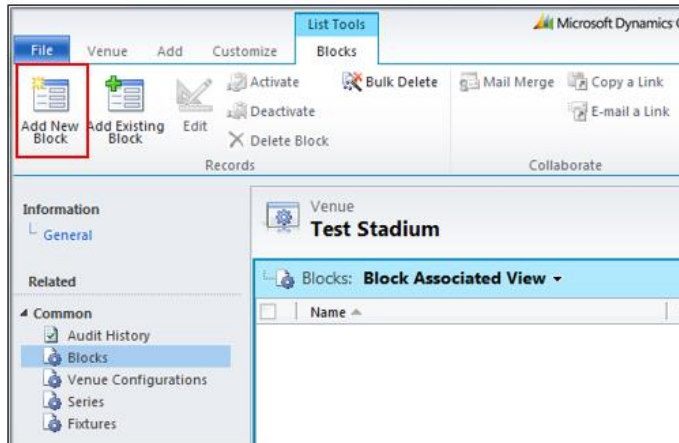 List Tools
Microsoft Dynamics
File Venue Add Customize Blocks
Add New Block
Add Existing Block
Edit
Activate
Deactivate
Delete Block
Bulk Delete
Mail Merge
Copy a Link
E-mail a Link
Records
Collaborate
Information
General
Related
Common
Audit History
Blocks
Venue Configurations
Series
Fixtures
Venue
Test Stadium
Blocks: Block Associated View
Name